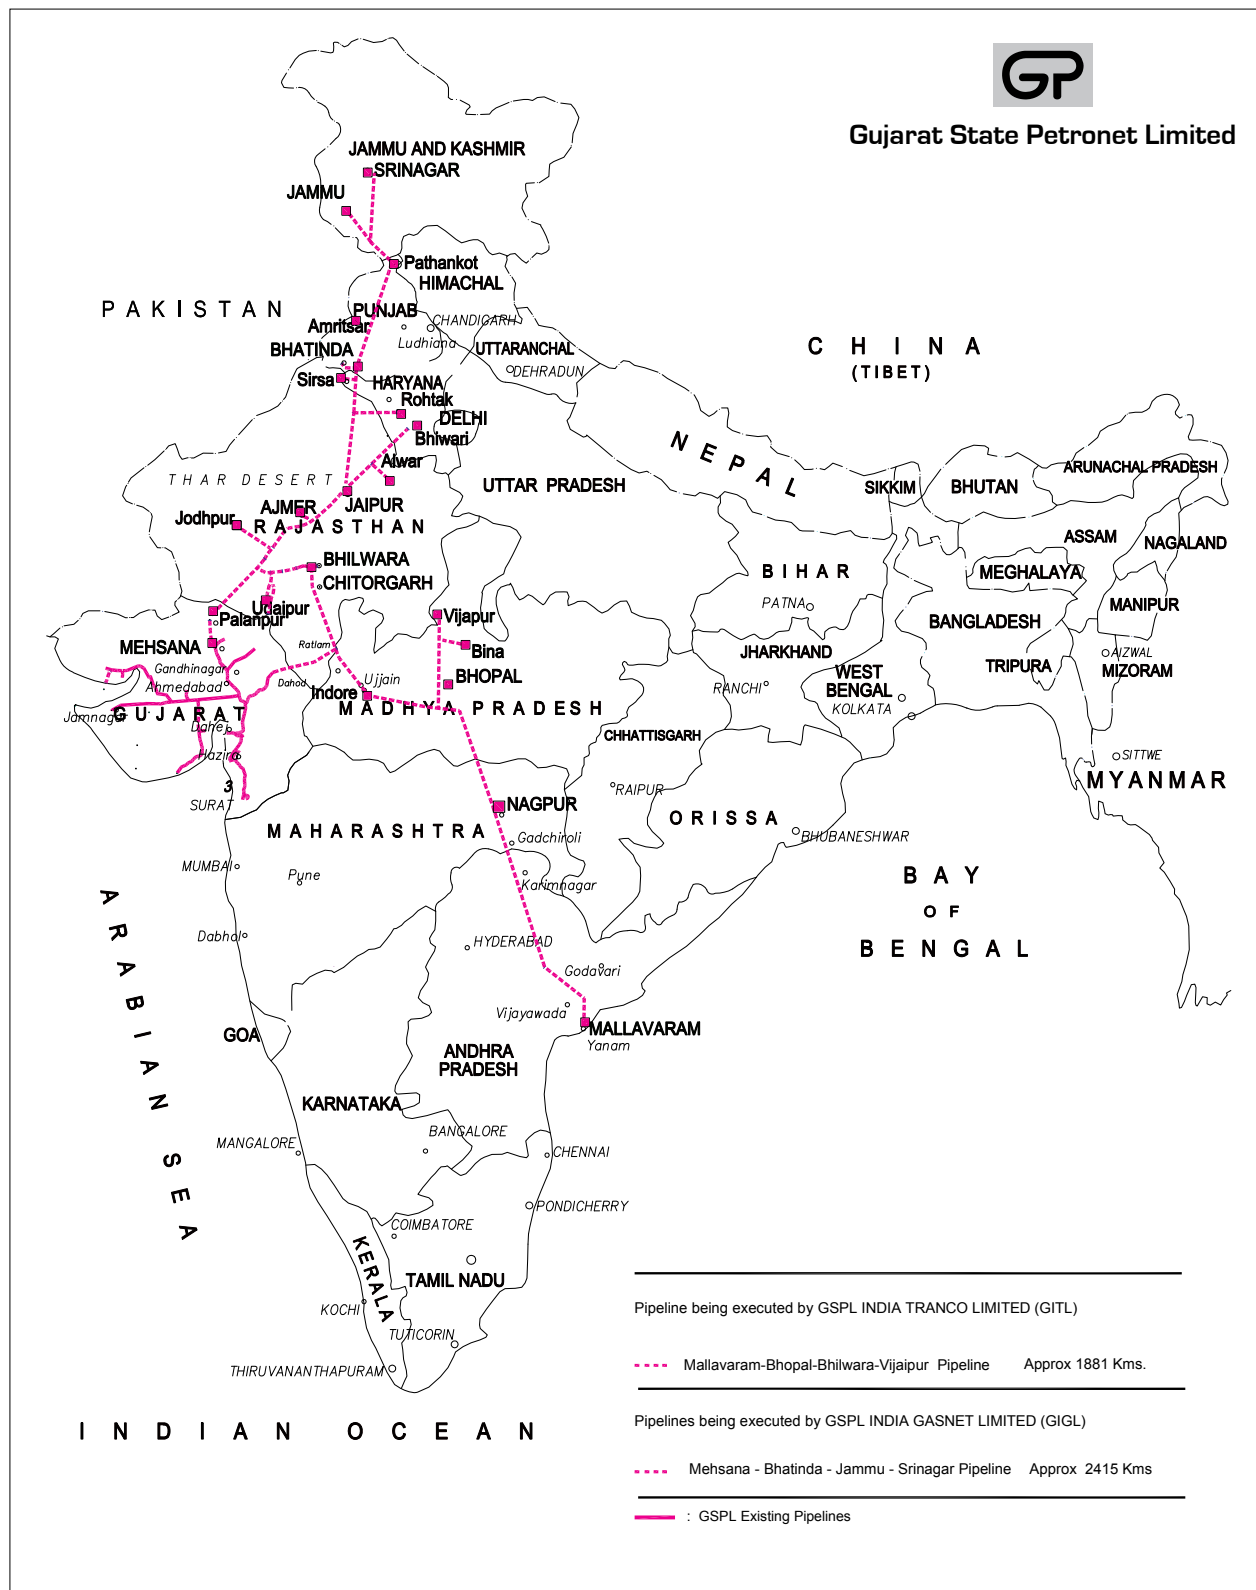 GP
Gujarat State Petronet Limited
JAMMU AND KASHMIR
SRINAGAR
JAMMU
Pathankot
HIMACHAL
PAKISTAN
PUNJAB
Amritsar
CHANDIGARH
Ludhiana
BHATINDA
UTTARANCHAL
DEHRADUN
CHINA
(TIBET)
Sirsa
HARYANA
Rohtak
DELHI
Bhiwari
NEPAL
Alwar
THAR DESERT
UTTAR PRADESH
SIKKIM
BHUTAN
ARUNACHAL PRADESH
AJMER
JAIPUR
Jodhpur
RAJASTHAN
ASSAM
NAGALAND
BHILWARA
CHITORGARH
BIHAR
MEGHALAYA
PATNA
MANIPUR
Udaipur
Palanpur
Vijapur
BANGLADESH
MEHSANA
Ratlam
Bina
JHARKHAND
AIZWAL
Gandhinagar
TRIPURA
MIZORAM
Ahmedabad
Dahod
Ujjain
BHOPAL
RANCHI
WEST
BENGAL
Indore
KOLKATA
Jamnagar
GUJARAT
MADHYA PRADESH
Dahej
CHHATTISGARH
Hazira
SITTWE
MYANMAR
3
SURAT
RAIPUR
NAGPUR
ORISSA
MAHARASHTRA
Gadchiroli
BHUBANESHWAR
MUMBAI
Pune
Karimnagar
BAY
OF
BENGAL
ARABIAN SEA
Dabhol
HYDERABAD
Godavari
Vijayawada
MALLAVARAM
Yanam
GOA
ANDHRA
PRADESH
KARNATAKA
MANGALORE
BANGALORE
CHENNAI
PONDICHERRY
COIMBATORE
KERALA
TAMIL NADU
KOCHI
TUTICORIN
THIRUVANANTHAPURAM
INDIAN OCEAN
Pipeline being executed by GSPL INDIA TRANCO LIMITED (GITL)
Mallavaram-Bhopal-Bhilwara-Vijaipur Pipeline Approx 1881 Kms.
Pipelines being executed by GSPL INDIA GASNET LIMITED (GIGL)
Mehsana - Bhatinda - Jammu - Srinagar Pipeline Approx 2415 Kms
: GSPL Existing Pipelines